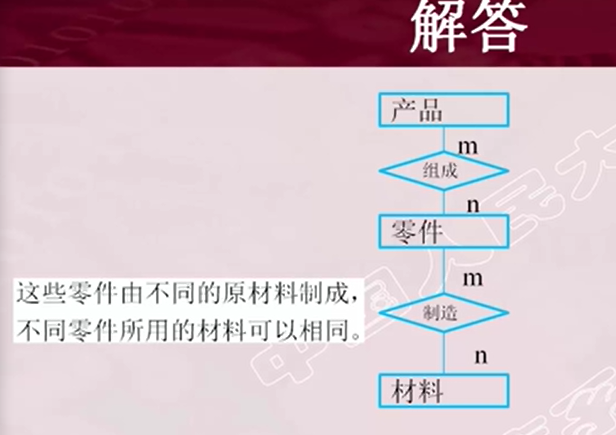 解答
产品
m
组成
n
零件
m
这些零件由不同的原材料制成，
不同零件所用的材料可以相同。
制造
n
材料